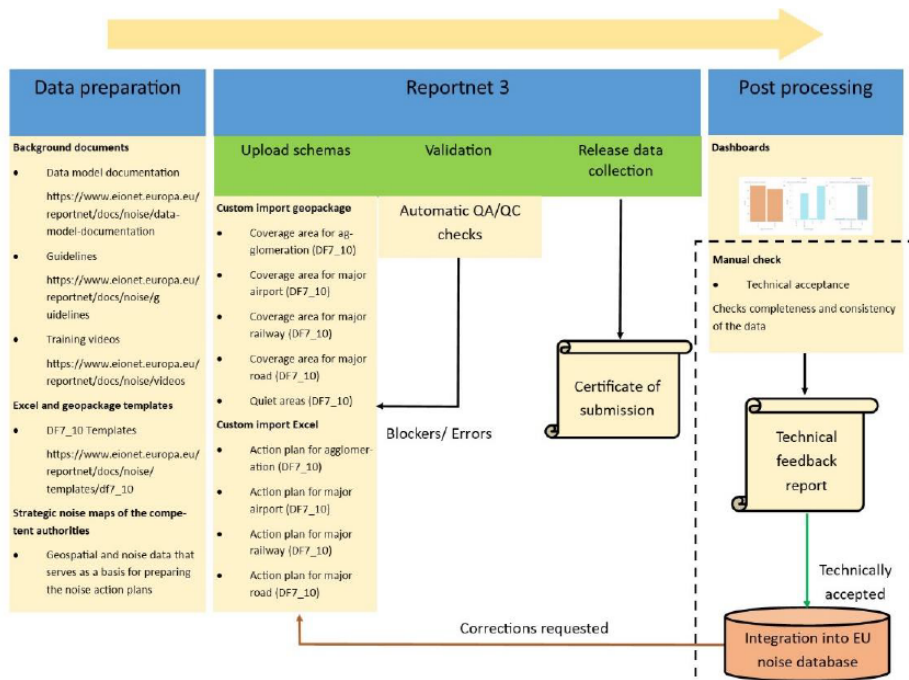 Data preparation
Background documents
• Data model documentation
https://www.eionet.europa.eu/
reportnet/docs/noise/data-
model-documentation
• Guidelines
https://www.eionet.europa.eu/
reportnet/docs/noise/g
uidelines
• Training videos
https://www.eionet.europa.eu/
reportnet/docs/noise/videos
Excel and geopackage templates
• DF7_10 Templates
https://www.eionet.europa.eu/
reportnet/docs/noise/
templates/df7_10
Strategic noise maps of the compe-
tent authorities
• Geospatial and noise data that
serves as a basis for preparing
the noise action plans
Reportnet 3
Upload schemas
Custom import geopackage
• Coverage area for ag-
glomeration (DF7_10)
• Coverage area for major
airport (DF7_10)
• Coverage area for major
railway (DF7_10)
• Coverage area for major
road (DF7_10)
• Quiet areas (DF7_10)
Custom import Excel
• Action plan for agglomer-
ation (DF7_10)
• Action plan for major
airport (DF7_10)
• Action plan for major
railway (DF7_10)
• Action plan for major
road (DF7_10)
Validation
Automatic QA/QC
checks
Blockers/ Errors
Release data
collection
Certificate of
submission
Post processing
Dashboards
Manual check
• Technical acceptance
Checks completeness and consistency
of the data
Technical
feedback
report
Technically
accepted
Integration into EU
noise database
Corrections requested